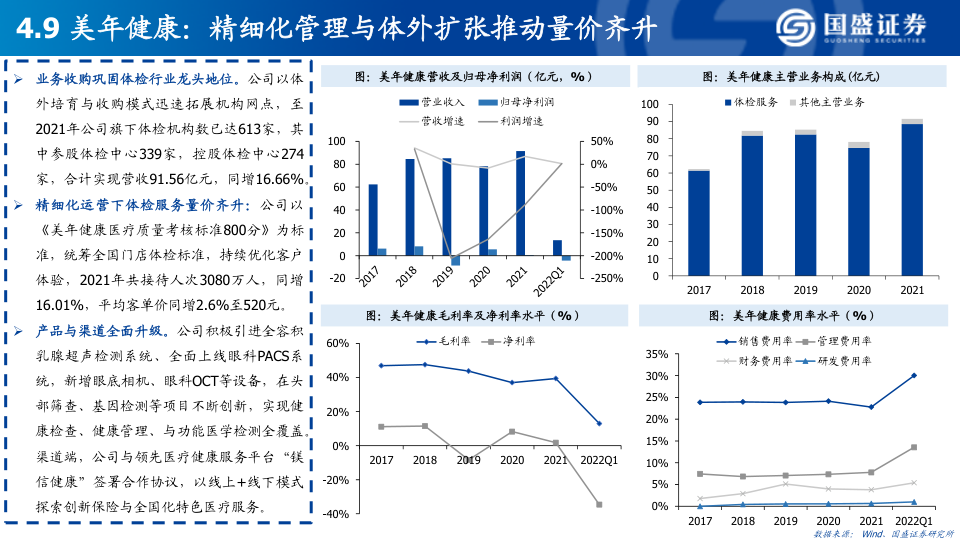 4.9 美年健康：精细化管理与体外扩张推动量价齐升
国盛证券
GUOSHENG SECURITIES
➢ 业务收购巩固体检行业龙头地位。公司以体
外培育与收购模式迅速拓展机构网点，至
2021年公司旗下体检机构数已达613家，其
中参股体检中心339家，控股体检中心274
家，合计实现营收91.56亿元，同增16.66%。
➢ 精细化运营下体检服务量价齐升：公司以
《美年健康医疗质量考核标准800分》为标
准，统筹全国门店体检标准，持续优化客户
体验，2021年共接待人次3080万人，同增
16.01%，平均客单价同增2.6%至520元。
➢ 产品与渠道全面升级。公司积极引进全容积
乳腺超声检测系统、全面上线眼科PACS系
统，新增眼底相机、眼科OCT等设备，在头
部筛查、基因检测等项目不断创新，实现健
康检查、健康管理、与功能医学检测全覆盖。
渠道端，公司与领先医疗健康服务平台“镁
信健康”签署合作协议，以线上+线下模式
探索创新保险与全国化特色医疗服务。
图：美年健康营收及归母净利润（亿元，%）
营业收入 归母净利润
营收增速 利润增速
100 50%
80 0%
60 -50%
40 -100%
20 -150%
0 -200%
-20 -250%
2017 2018 2019 2020 2021 2022Q1
图：美年健康主营业务构成(亿元)
体检服务 其他主营业务
100
90
80
70
60
50
40
30
20
10
0
2017 2018 2019 2020 2021
图：美年健康毛利率及净利率水平（%）
毛利率 净利率
60%
40%
20%
0%
-20%
-40%
2017 2018 2019 2020 2021 2022Q1
图：美年健康费用率水平（%）
销售费用率 管理费用率
财务费用率 研发费用率
35%
30%
25%
20%
15%
10%
5%
0%
2017 2018 2019 2020 2021 2022Q1
数据来源： Wind、国盛证券研究所